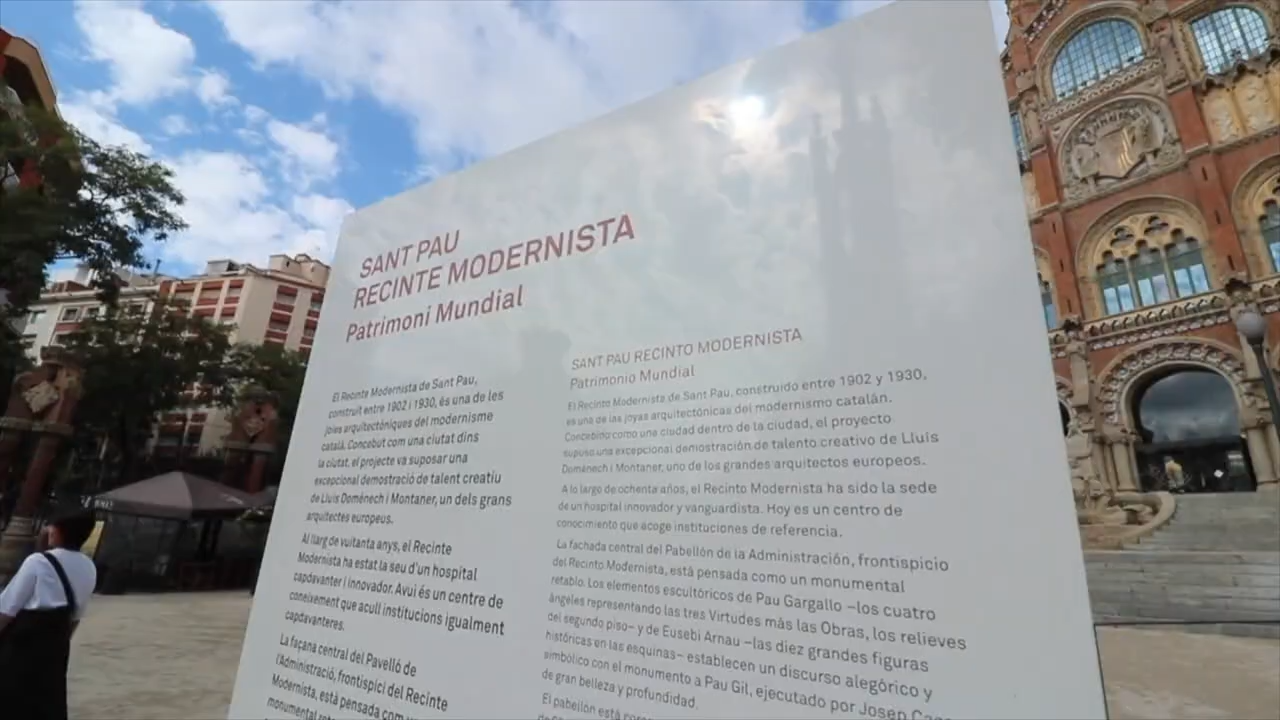 SANT PAU
RECINTE MODERNISTA
Patrimoni Mundial
El Recinte Modernista de Sant Pau,
construït entre 1902 i 1930, és una de les
joies arquitectòniques del modernisme
català. Concebut com una ciutat dins
la ciutat, el projecte va suposar una
excepcional demostració de talent creatiu
de Lluís Domènech i Montaner, un dels grans
arquitectes europeus.
Al llarg de vuitanta anys, el Recinte
Modernista ha estat la seu d'un hospital
capdavanter i innovador. Avui és un centre de
coneixement que acull institucions igualment
capdavanteres.
La façana central del Pavelló de
l'Administració, frontispici del Recinte
Modernista, està pensada com
monumental
SANT PAU RECINTO MODERNISTA
Patrimonio Mundial
El Recinto Modernista de Sant Pau, construido entre 1902 y 1930,
es una de las joyas arquitectónicas del modernismo catalán.
Concebido como una ciudad dentro de la ciudad, el proyecto
supuso una excepcional demostración de talento creativo de Lluís
Domènech i Montaner, uno de los grandes arquitectos europeos.
A lo largo de ochenta años, el Recinto Modernista ha sido la sede
de un hospital innovador y vanguardista. Hoy es un centro de
conocimiento que acoge instituciones de referencia.
La fachada central del Pabellón de la Administración, frontispicio
del Recinto Modernista, está pensada como un monumental
retablo. Los elementos escultóricos de Pau Gargallo –los cuatro
ángeles representando las tres Virtudes más las Obras, los relieves
del segundo piso– y de Eusebi Arnau –las diez grandes figuras
históricas en las esquinas– establecen un discurso alegórico y
simbólico con el monumento a Pau Gil, ejecutado por Josep
de gran belleza y profundidad.
El pabellón está